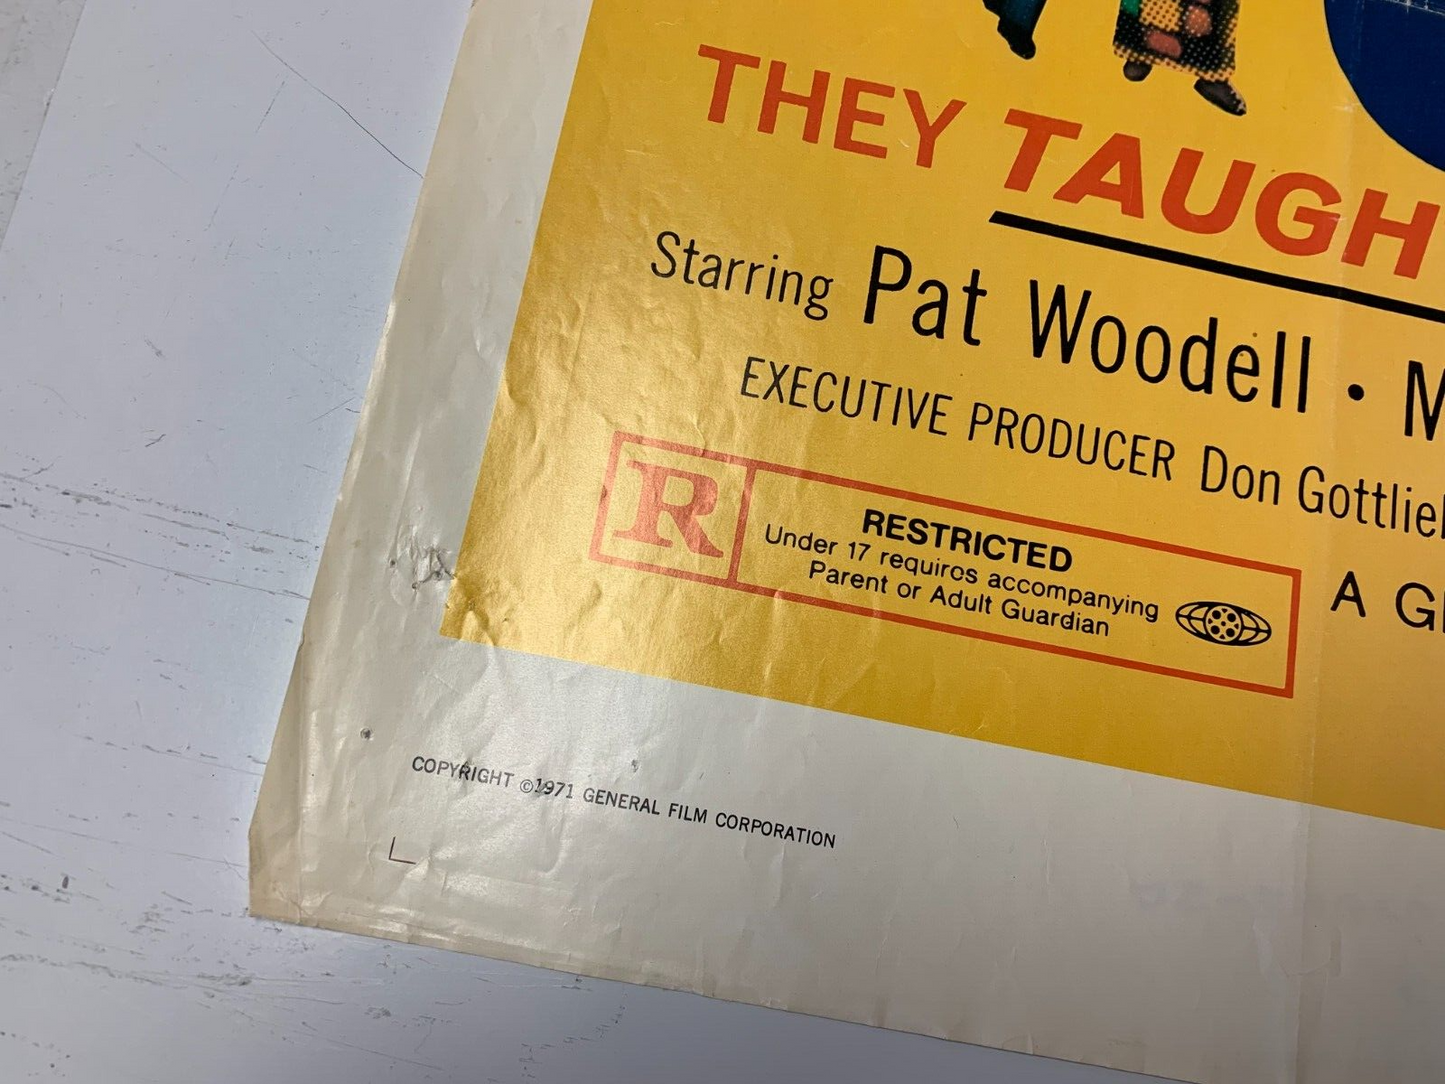 THEY TAUGH
Starring Pat Woodell • M
EXECUTIVE PRODUCER Don Gottlieb
R
RESTRICTED
Under 17 requires accompanying
Parent or Adult Guardian
A G
COPYRIGHT ©1971 GENERAL FILM CORPORATION